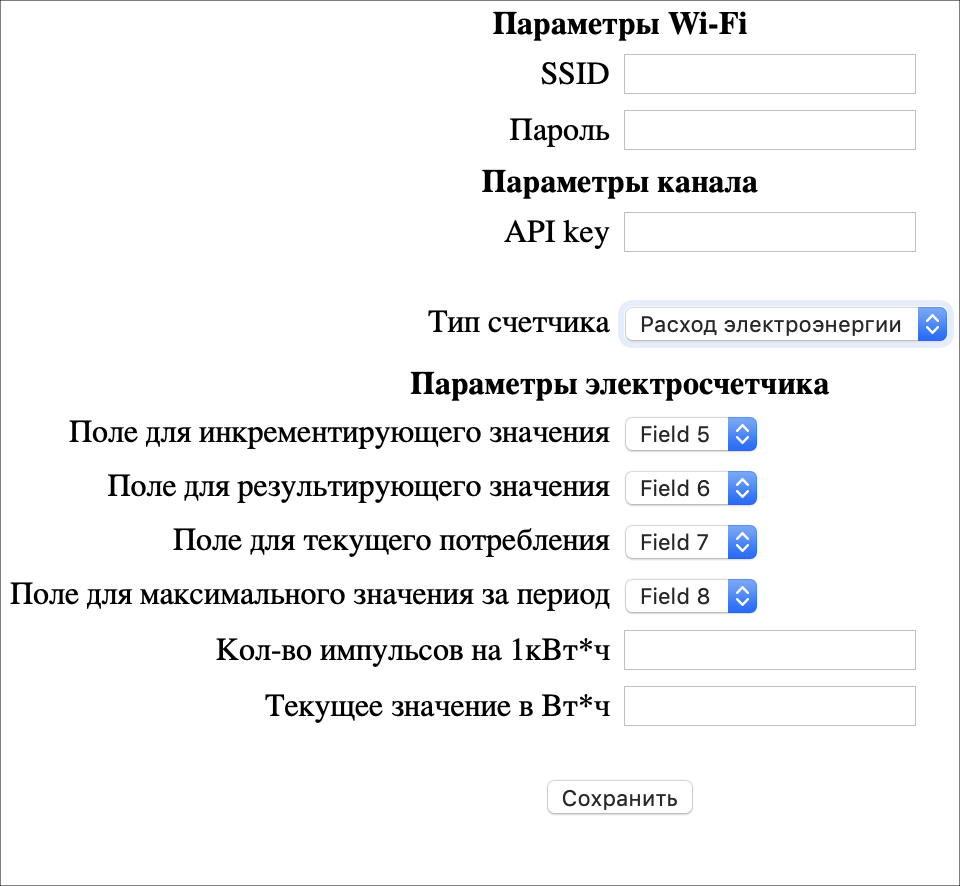 Параметры Wi-Fi
SSID
Пароль
Параметры канала
API key
Тип счетчика Расход электроэнергии
Параметры электросчетчика
Поле для инкрементирующего значения Field 5
Поле для результирующего значения Field 6
Поле для текущего потребления Field 7
Поле для максимального значения за период Field 8
Кол-во импульсов на 1кВт*ч
Текущее значение в Вт*ч
Сохранить